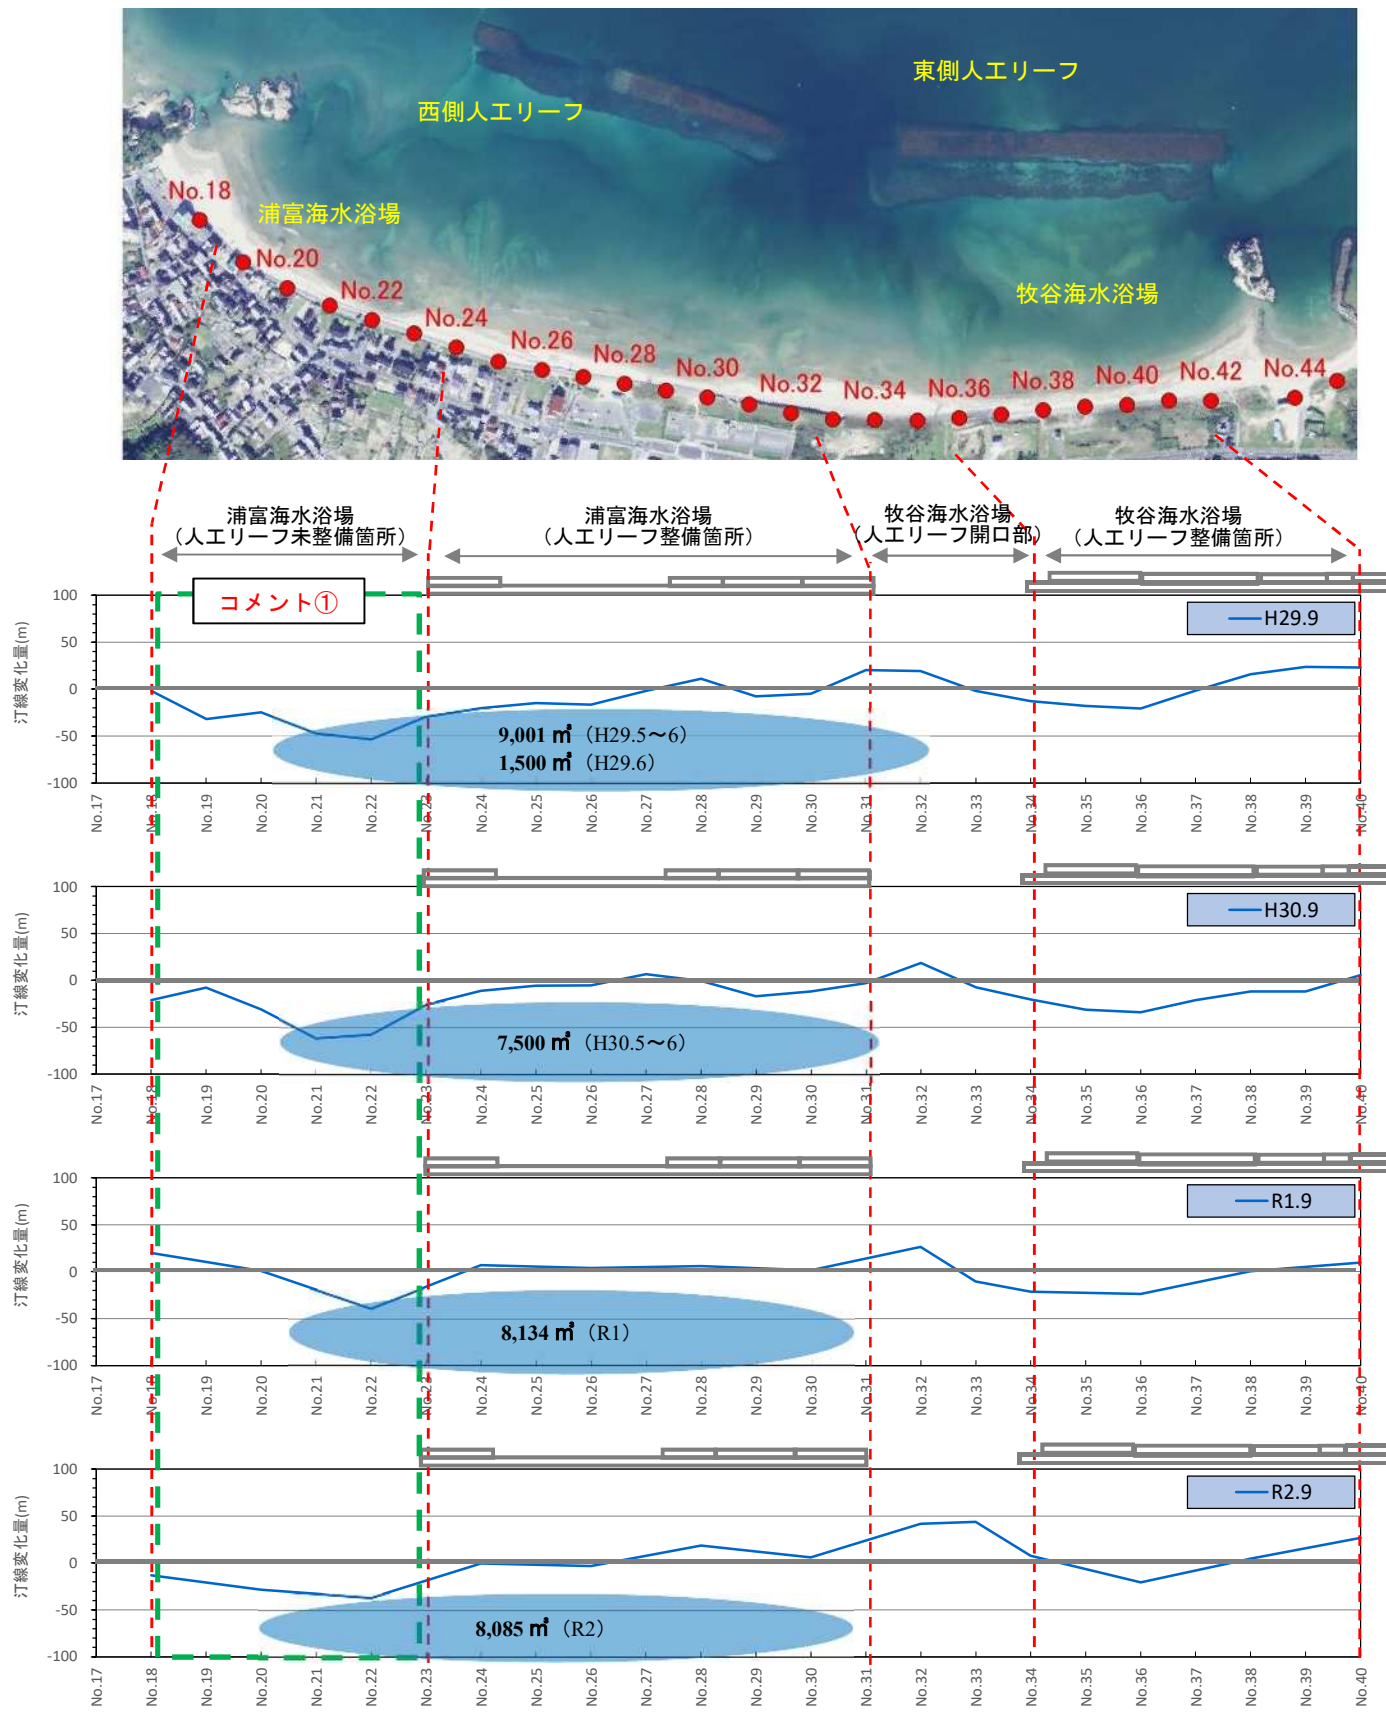 東側人工リーフ
西側人工リーフ
No.18
浦富海水浴場
No.20
No.22
No.24
No.26
No.28
No.30
No.32
No.34
No.36
No.38
No.40
No.42
No.44
牧谷海水浴場
浦富海水浴場
（人工リーフ未整備箇所）
浦富海水浴場
（人工リーフ整備箇所）
牧谷海水浴場
（人工リーフ開口部）
牧谷海水浴場
（人工リーフ整備箇所）
コメント①
汀線変化量(m)
100
50
0
-50
-100
H29.9
9,001 ㎥（H29.5～6）
1,500 ㎥（H29.6）
No.17 No.18 No.19 No.20 No.21 No.22 No.23 No.24 No.25 No.26 No.27 No.28 No.29 No.30 No.31 No.32 No.33 No.34 No.35 No.36 No.37 No.38 No.39 No.40
汀線変化量(m)
100
50
0
-50
-100
H30.9
7,500 ㎥（H30.5～6）
No.17 No.18 No.19 No.20 No.21 No.22 No.23 No.24 No.25 No.26 No.27 No.28 No.29 No.30 No.31 No.32 No.33 No.34 No.35 No.36 No.37 No.38 No.39 No.40
汀線変化量(m)
100
50
0
-50
-100
R1.9
8,134 ㎥（R1）
No.17 No.18 No.19 No.20 No.21 No.22 No.23 No.24 No.25 No.26 No.27 No.28 No.29 No.30 No.31 No.32 No.33 No.34 No.35 No.36 No.37 No.38 No.39 No.40
汀線変化量(m)
100
50
0
-50
-100
R2.9
8,085 ㎥（R2）
No.17 No.18 No.19 No.20 No.21 No.22 No.23 No.24 No.25 No.26 No.27 No.28 No.29 No.30 No.31 No.32 No.33 No.34 No.35 No.36 No.37 No.38 No.39 No.40